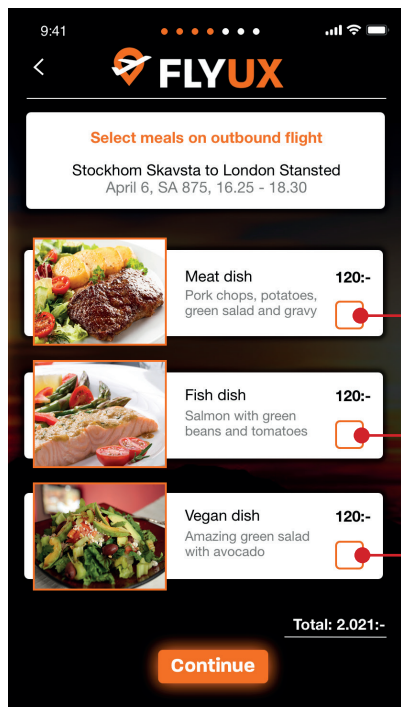 9:41
FLYUX
Select meals on outbound flight
Stockhom Skavsta to London Stansted
April 6, SA 875, 16.25 - 18.30
Meat dish 120:-
Pork chops, potatoes,
green salad and gravy
Fish dish 120:-
Salmon with green
beans and tomatoes
Vegan dish 120:-
Amazing green salad
with avocado
Total: 2.021:-
Continue